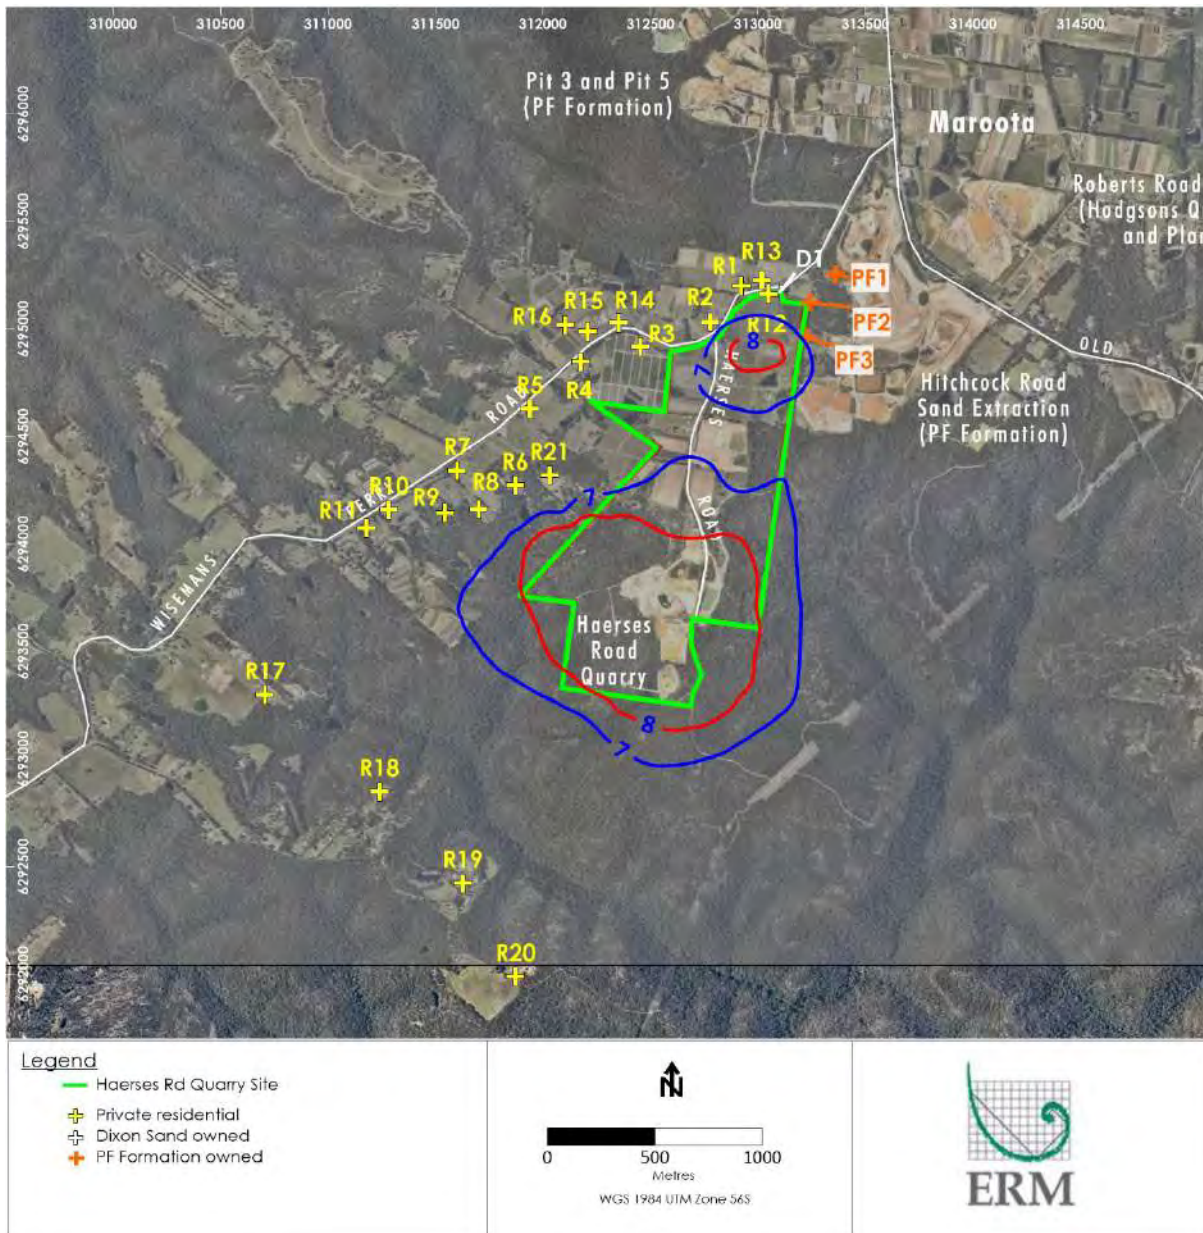 310000 310500 311000 311500 312000 312500 313000 313500 314000 314500
6296000
6295500
6295000
6294500
6294000
6293500
6293000
6292500
6292000
Pit 3 and Pit 5
(PF Formation)
Maroota
Roberts Road
(Hodgsons Q
and Pla
D1
R13
R1
PF1
R15
R14
R2
R16
R12
PF2
R3
8
PF3
OLD
7
HAERSES
Hitchcock Road
Sand Extraction
(PF Formation)
R5
R4
ROAD
R7
R6
R21
R10
R9
R8
7
R11
FERRY
ROAD
WISEMANS
Haerses
Road
Quarry
R17
8
7
R18
R19
R20
Legend
Haerses Rd Quarry Site
Private residential
Dixon Sand owned
PF Formation owned
N
0 500 1000
Metres
WGS 1984 UTM Zone 56S
ERM